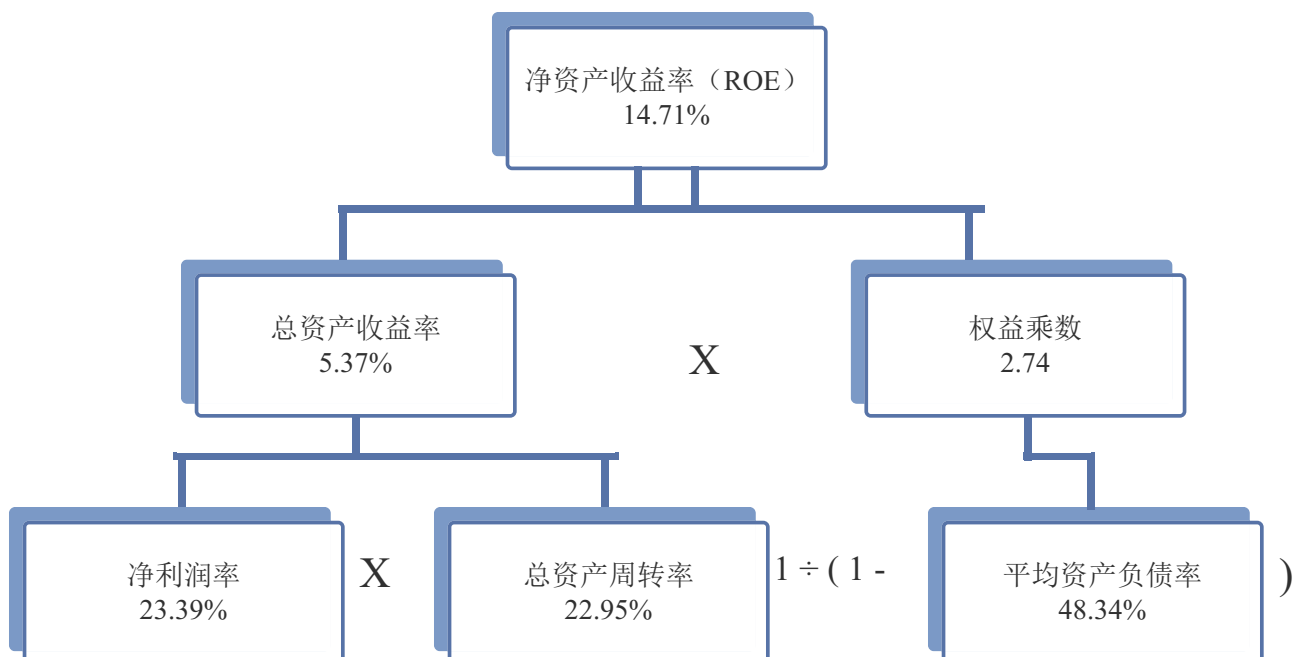 净资产收益率（ROE）
14.71%
总资产收益率
5.37%
X
权益乘数
2.74
净利润率
23.39%
X
总资产周转率
22.95%
1 ÷ ( 1 -
平均资产负债率
48.34%
)